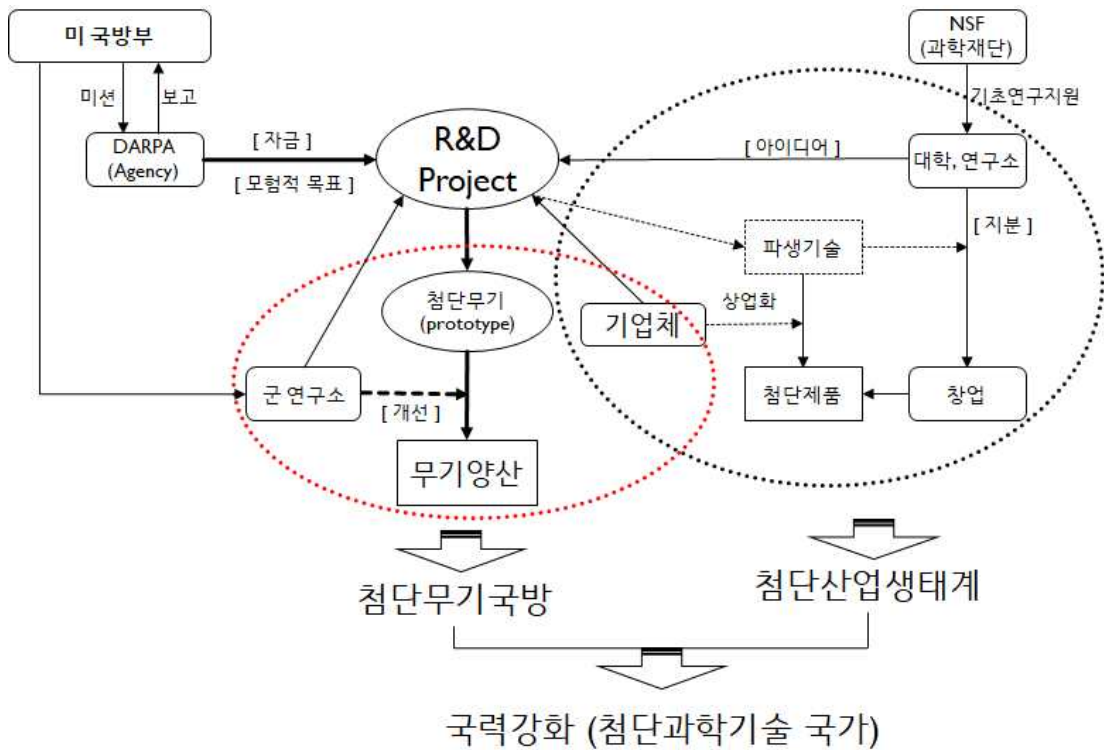 미 국방부
NSF
(과학재단)
미션
보고
기초연구지원
DARPA
(Agency)
[ 자금 ]
[ 모험적 목표 ]
R&D
Project
[ 아이디어 ]
대학, 연구소
[ 지분 ]
파생기술
첨단무기
(prototype)
기업체
상업화
군 연구소
[ 개선 ]
첨단제품
창업
무기양산
첨단무기국방
첨단산업생태계
국력강화 (첨단과학기술 국가)